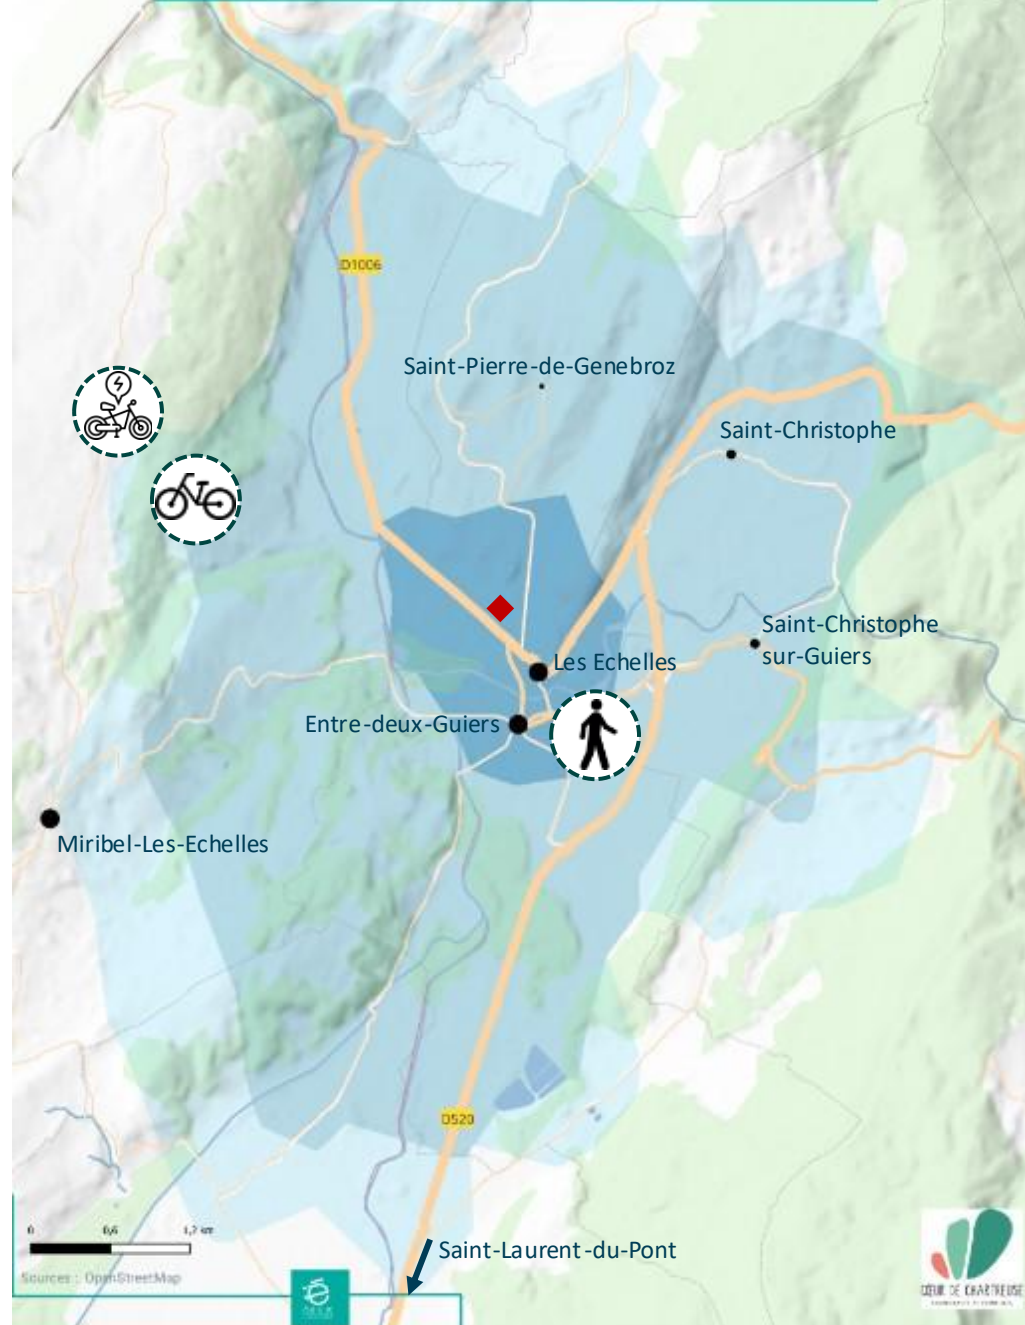 D1006
Saint-Pierre-de-Genebroz
Saint-Christophe
Saint-Christophe
sur-Guiers
Les Echelles
Entre-deux-Guiers
Miribel-Les-Echelles
D520
0 0,6 1,2 km
Saint-Laurent-du-Pont
Sources : OpenStreetMap
CŒUR DE CHARTREUSE